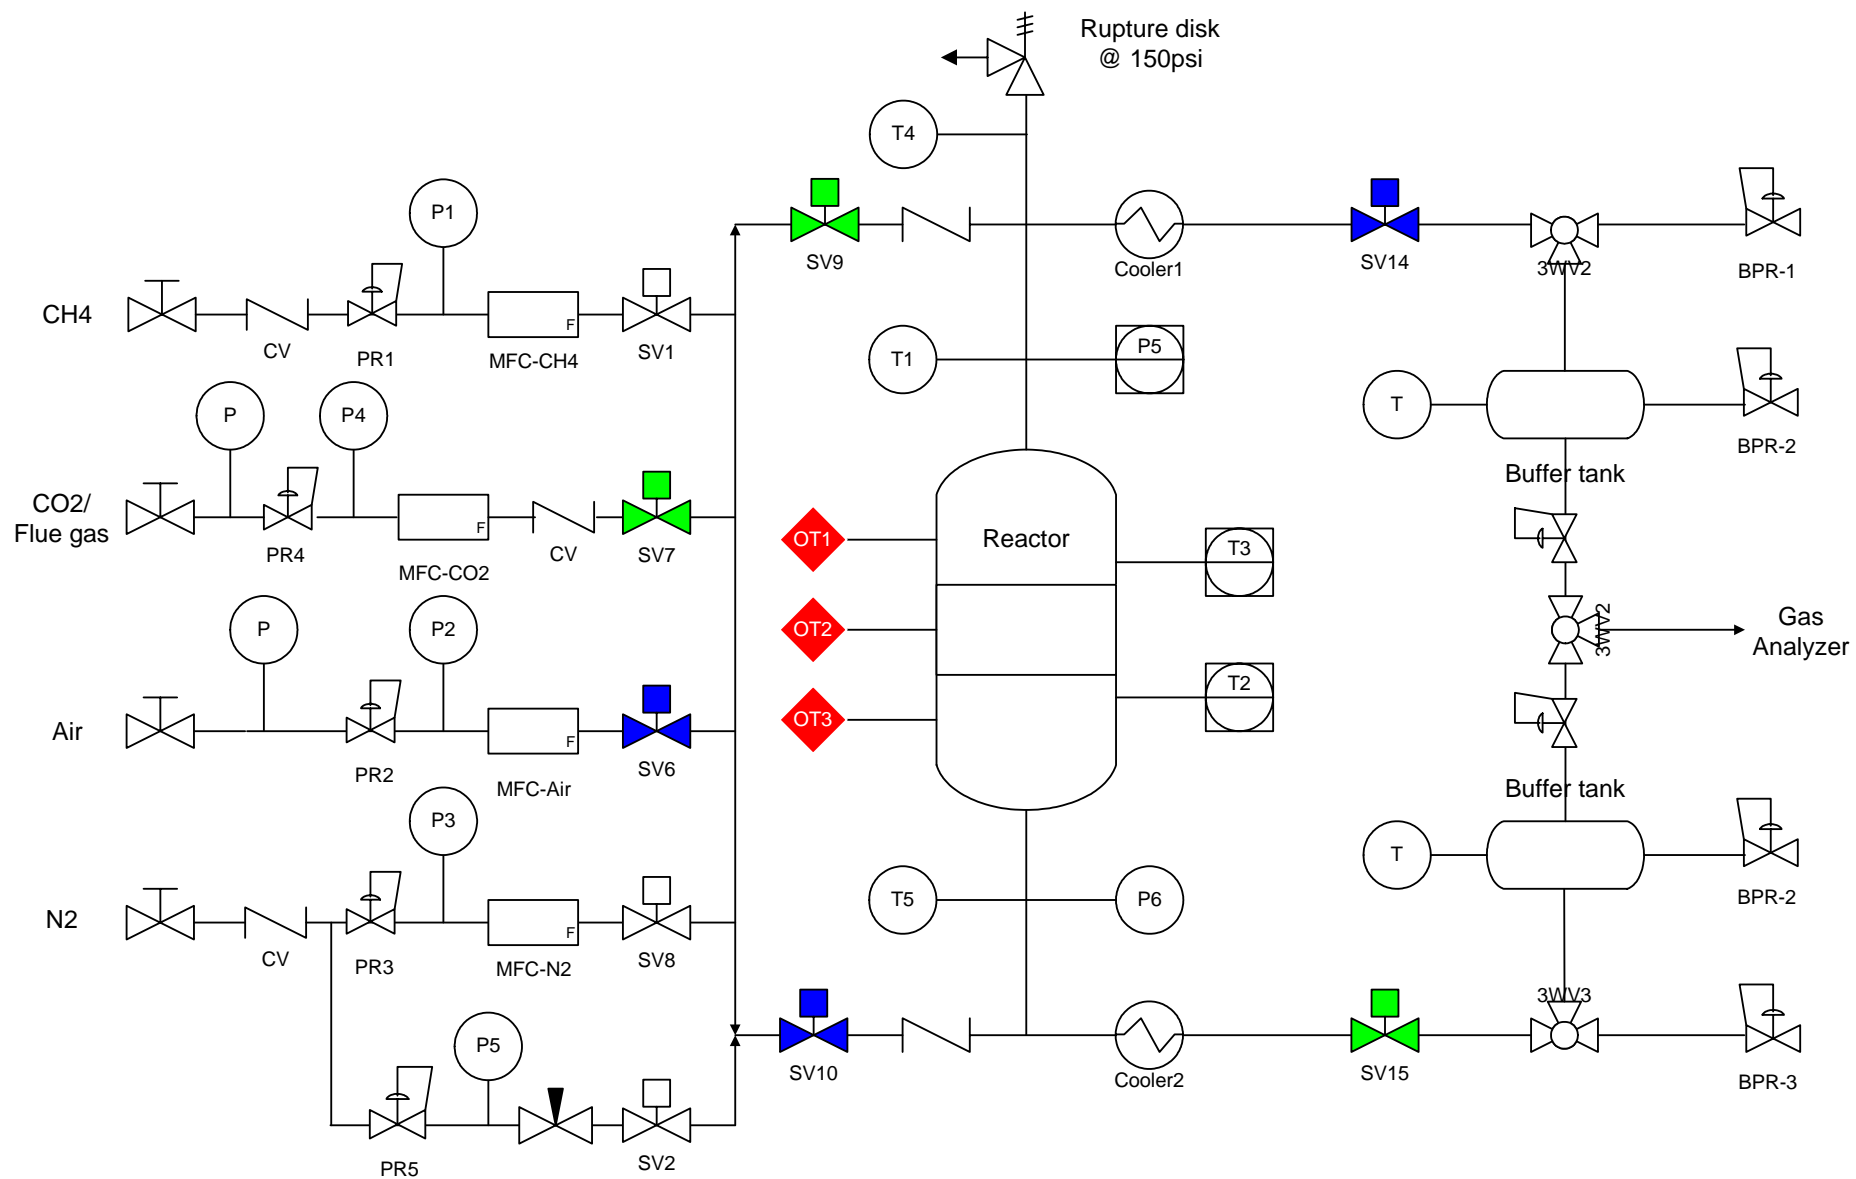 Rupture disk
@ 150psi
T4
P1
SV9
Cooler1
SV14
3WV2
BPR-1
CH4
CV
PR1
F
MFC-CH4
SV1
T1
P5
T
BPR-2
Buffer tank
P
P4
CO2/
Flue gas
PR4
F
MFC-CO2
CV
SV7
OT1
Reactor
T3
OT2
3WV2
Gas
Analyzer
P
P2
Air
PR2
F
MFC-Air
SV6
OT3
T2
Buffer tank
T
BPR-2
P3
N2
CV
PR3
F
MFC-N2
SV8
T5
P6
3WV3
P5
SV10
Cooler2
SV15
BPR-3
PR5
SV2